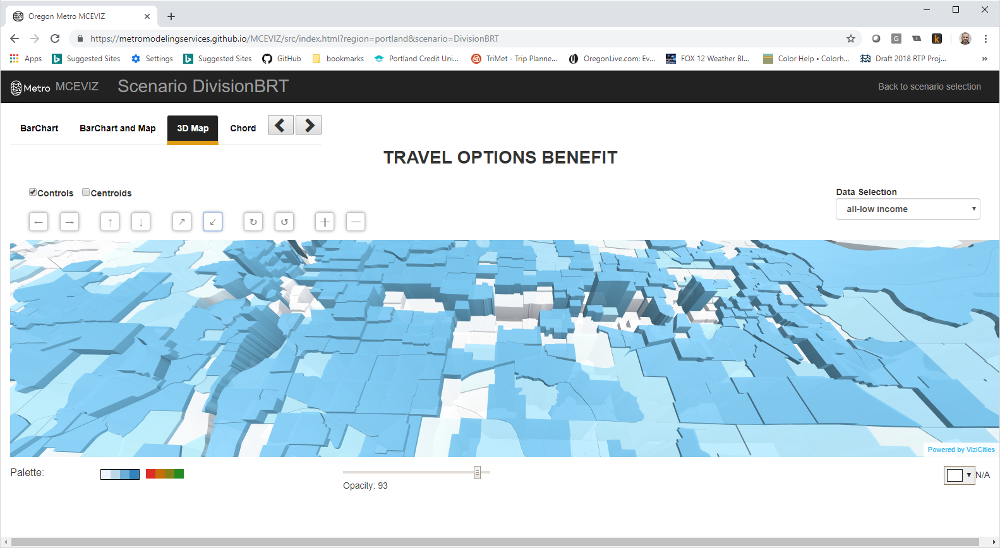 Oregon Metro MCEVIZ
https://metromodelingservices.github.io/MCEVIZ/src/index.html?region=portland&scenario=DivisionBRT
G
k
Apps
Suggested Sites
Settings
Suggested Sites
GitHub
bookmarks
Portland Credit Uni...
TriMet - Trip Planne...
OregonLive.com: Ev...
FOX 12 Weather Bl...
Color Help • Colorh...
Draft 2018 RTP Proj...
Metro MCEVIZ
Scenario DivisionBRT
Back to scenario selection
BarChart
BarChart and Map
3D Map
Chord
TRAVEL OPTIONS BENEFIT
Controls
Centroids
Data Selection
all-low income
Powered by ViziCities
Palette:
Opacity: 93
N/A